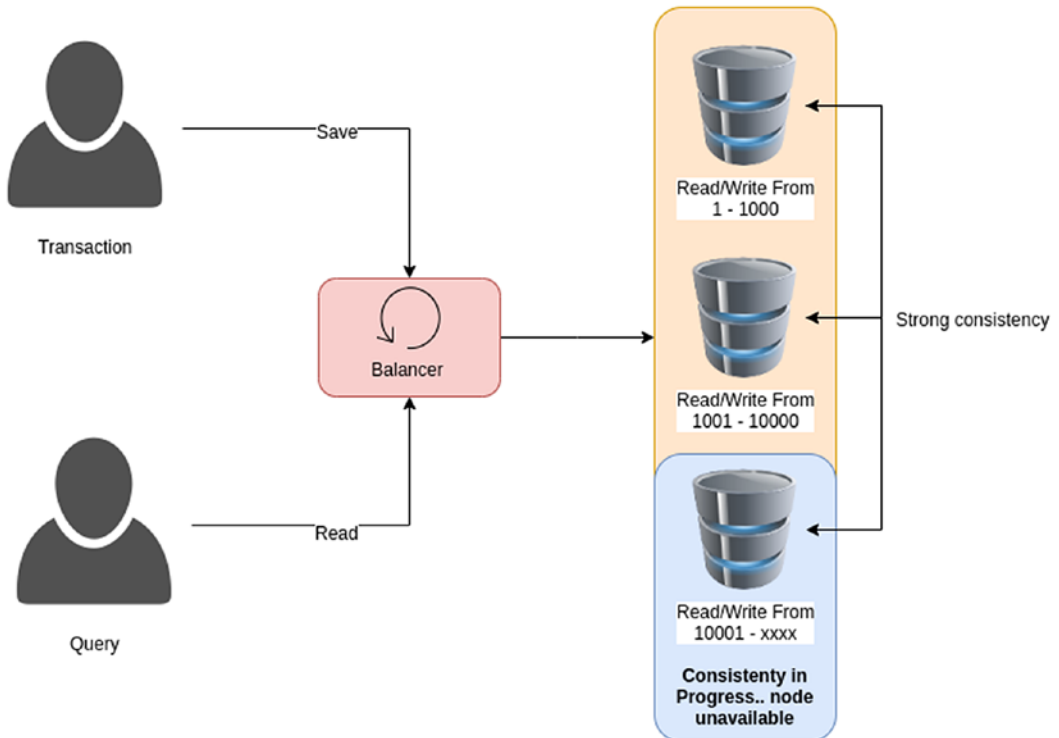 Save
Transaction
Balancer
Read
Query
Read/Write From
1 - 1000
Read/Write From
1001 - 10000
Strong consistency
Read/Write From
10001 - xxxx
Consistenty in
Progress.. node
unavailable